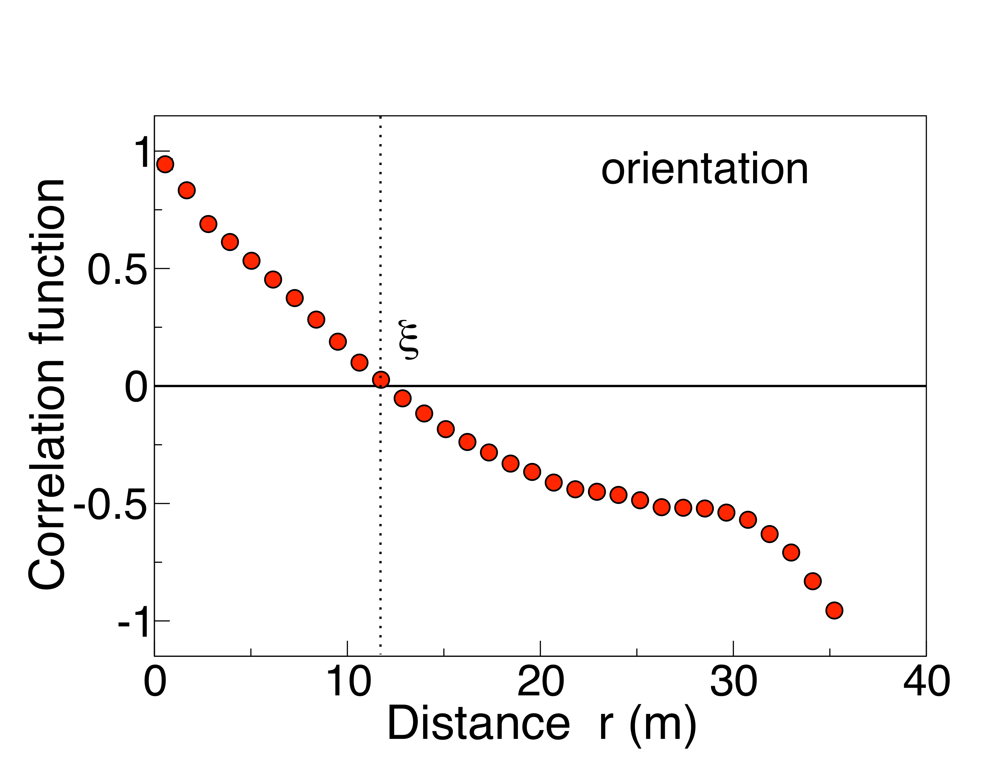 Correlation function
1
0.5
0
-0.5
-1
orientation
ξ
0 10 20 30 40
Distance r (m)